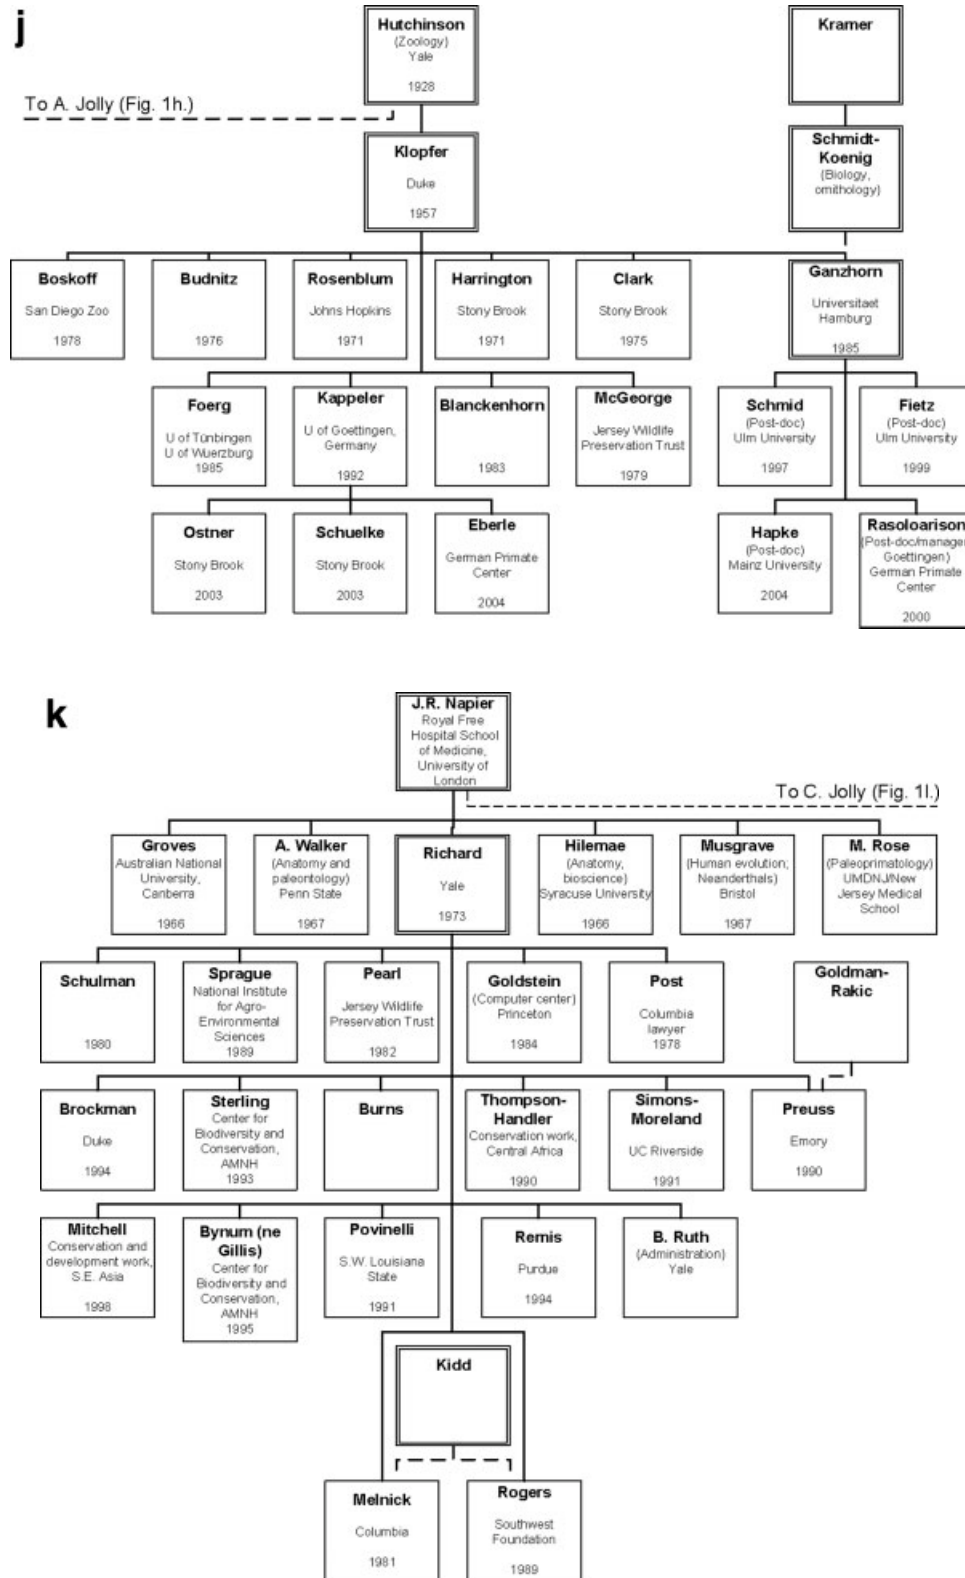 j
Hutchinson
(Zoology)
Yale
1928
Kramer
To A. Jolly (Fig. 1h.)
Klopfer
Duke
1957
Schmidt-
Koenig
(Biology,
ornithology)
Boskoff
San Diego Zoo
1978
Budnitz
1976
Rosenblum
Johns Hopkins
1971
Harrington
Stony Brook
1971
Clark
Stony Brook
1975
Ganzhorn
Universitaet
Hamburg
1985
Foerg
U of Tünbingen
U of Wuerzburg
1985
Kappeler
U of Goettingen,
Germany
1992
Blanckenhorn
1983
McGeorge
Jersey Wildlife
Preservation Trust
1979
Schmid
(Post-doc)
Ulm University
1997
Fietz
(Post-doc)
Ulm University
1999
Ostner
Stony Brook
2003
Schuelke
Stony Brook
2003
Eberle
German Primate
Center
2004
Hapke
(Post-doc)
Mainz University
2004
Rasoloarison
(Post-doc/manager
Goettingen)
German Primate
Center
2000
k
J.R. Napier
Royal Free
Hospital School
of Medicine,
University of
London
To C. Jolly (Fig. 1l.)
Groves
Australian National
University,
Canberra
1966
A. Walker
(Anatomy and
paleontology)
Penn State
1967
Richard
Yale
1973
Hilemae
(Anatomy,
bioscience)
Syracuse University
1966
Musgrave
(Human evolution;
Neanderthals)
Bristol
1967
M. Rose
(Paleoprimatology)
UMDNJ/New
Jersey Medical
School
Schulman
1980
Sprague
National Institute
for Agro-
Environmental
Sciences
1989
Pearl
Jersey Wildlife
Preservation Trust
1982
Goldstein
(Computer center)
Princeton
1984
Post
Columbia
lawyer
1978
Goldman-
Rakic
Brockman
Duke
1994
Sterling
Center for
Biodiversity and
Conservation,
AMNH
1993
Burns
Thompson-
Handler
Conservation work,
Central Africa
1990
Simons-
Moreland
UC Riverside
1991
Preuss
Emory
1990
Mitchell
Conservation and
development work,
S.E. Asia
1998
Bynum (ne
Gillis)
Center for
Biodiversity and
Conservation,
AMNH
1995
Povinelli
S.W. Louisiana
State
1991
Remis
Purdue
1994
B. Ruth
(Administration)
Yale
Kidd
Melnick
Columbia
1981
Rogers
Southwest
Foundation
1989